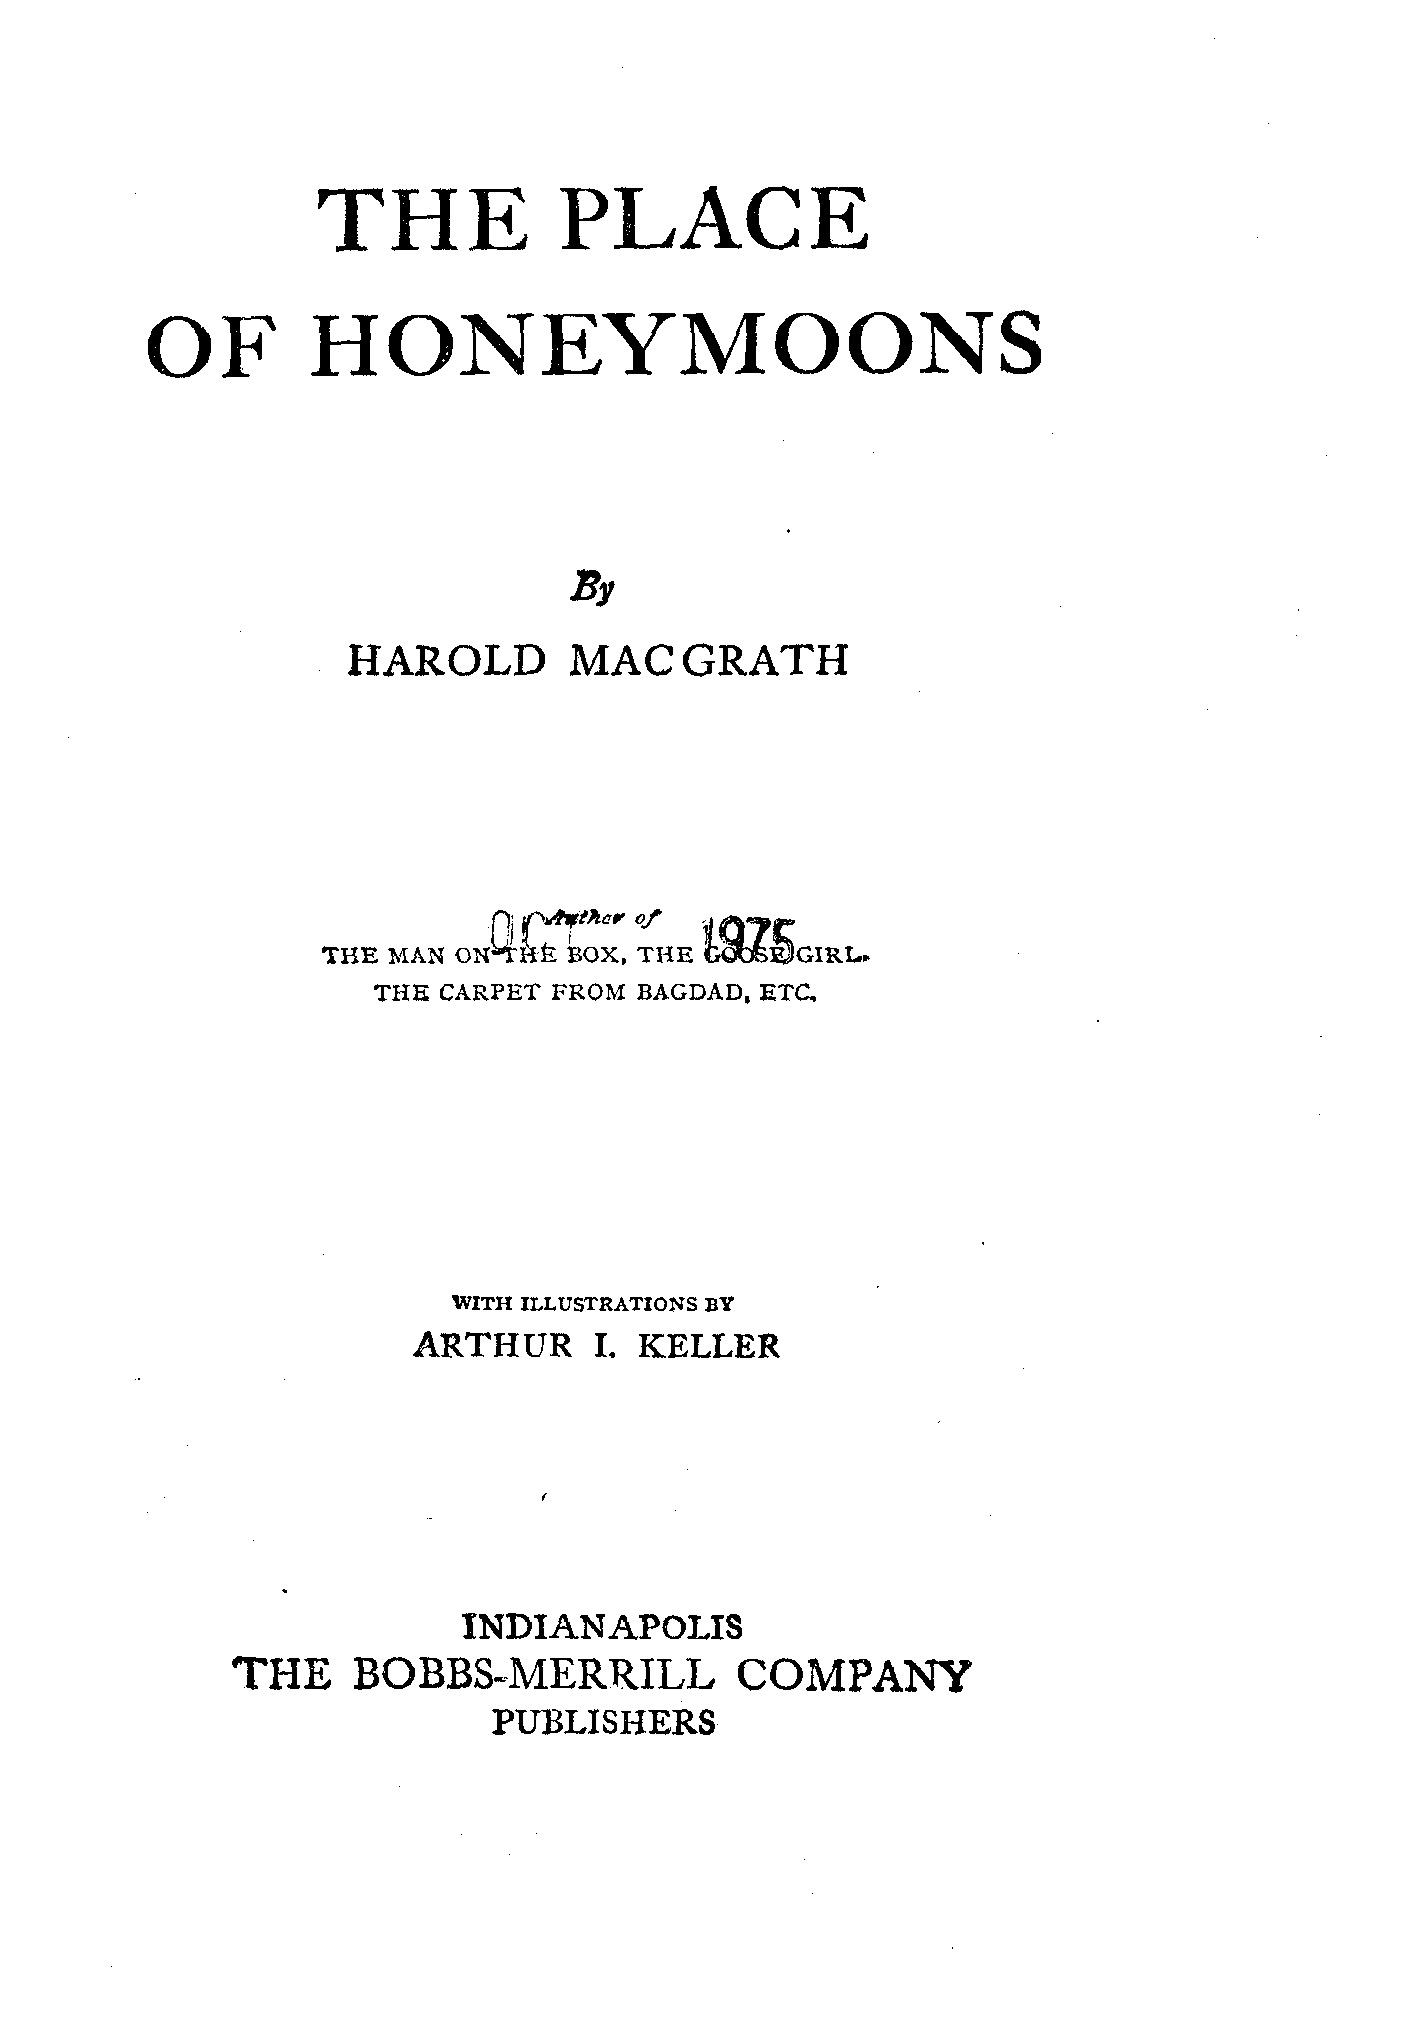 THE PLACE
OF HONEYMOONS
By
HAROLD MACGRATH
Author of
1975
THE MAN ON THE BOX, THE GOOSE GIRL.
THE CARPET FROM BAGDAD, ETC.
WITH ILLUSTRATIONS BY
ARTHUR I. KELLER
INDIANAPOLIS
THE BOBBS-MERRILL COMPANY
PUBLISHERS